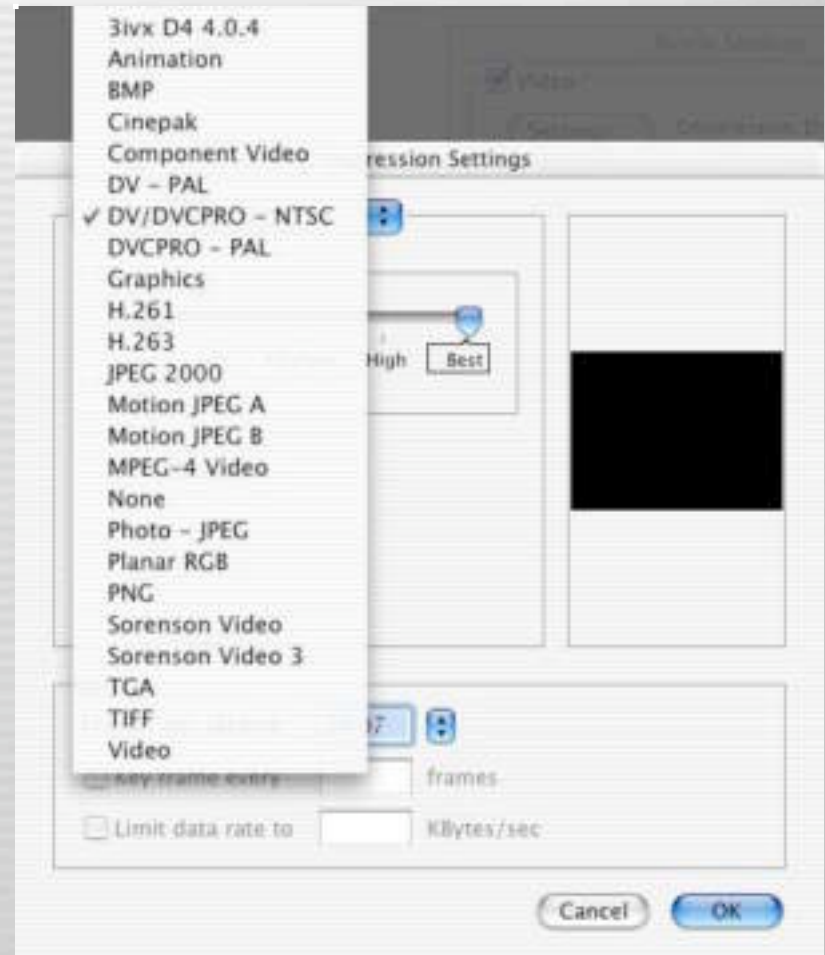 3ivx D4 4.0.4
Animation
BMP
Cinepak
Component Video
DV - PAL
✓ DV/DVCPRO - NTSC
DVCPRO - PAL
Graphics
H.261
H.263
JPEG 2000
Motion JPEG A
Motion JPEG B
MPEG-4 Video
None
Photo - JPEG
Planar RGB
PNG
Sorenson Video
Sorenson Video 3
TGA
TIFF
Video
Video
ression Settings
High Best
Key frame every frames
Limit data rate to KBytes/sec
Cancel OK